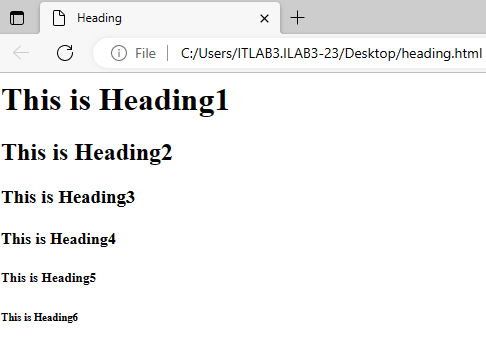 Heading
File
C:/Users/ITLAB3.ILAB3-23/Desktop/heading.html
This is Heading1
This is Heading2
This is Heading3
This is Heading4
This is Heading5
This is Heading6